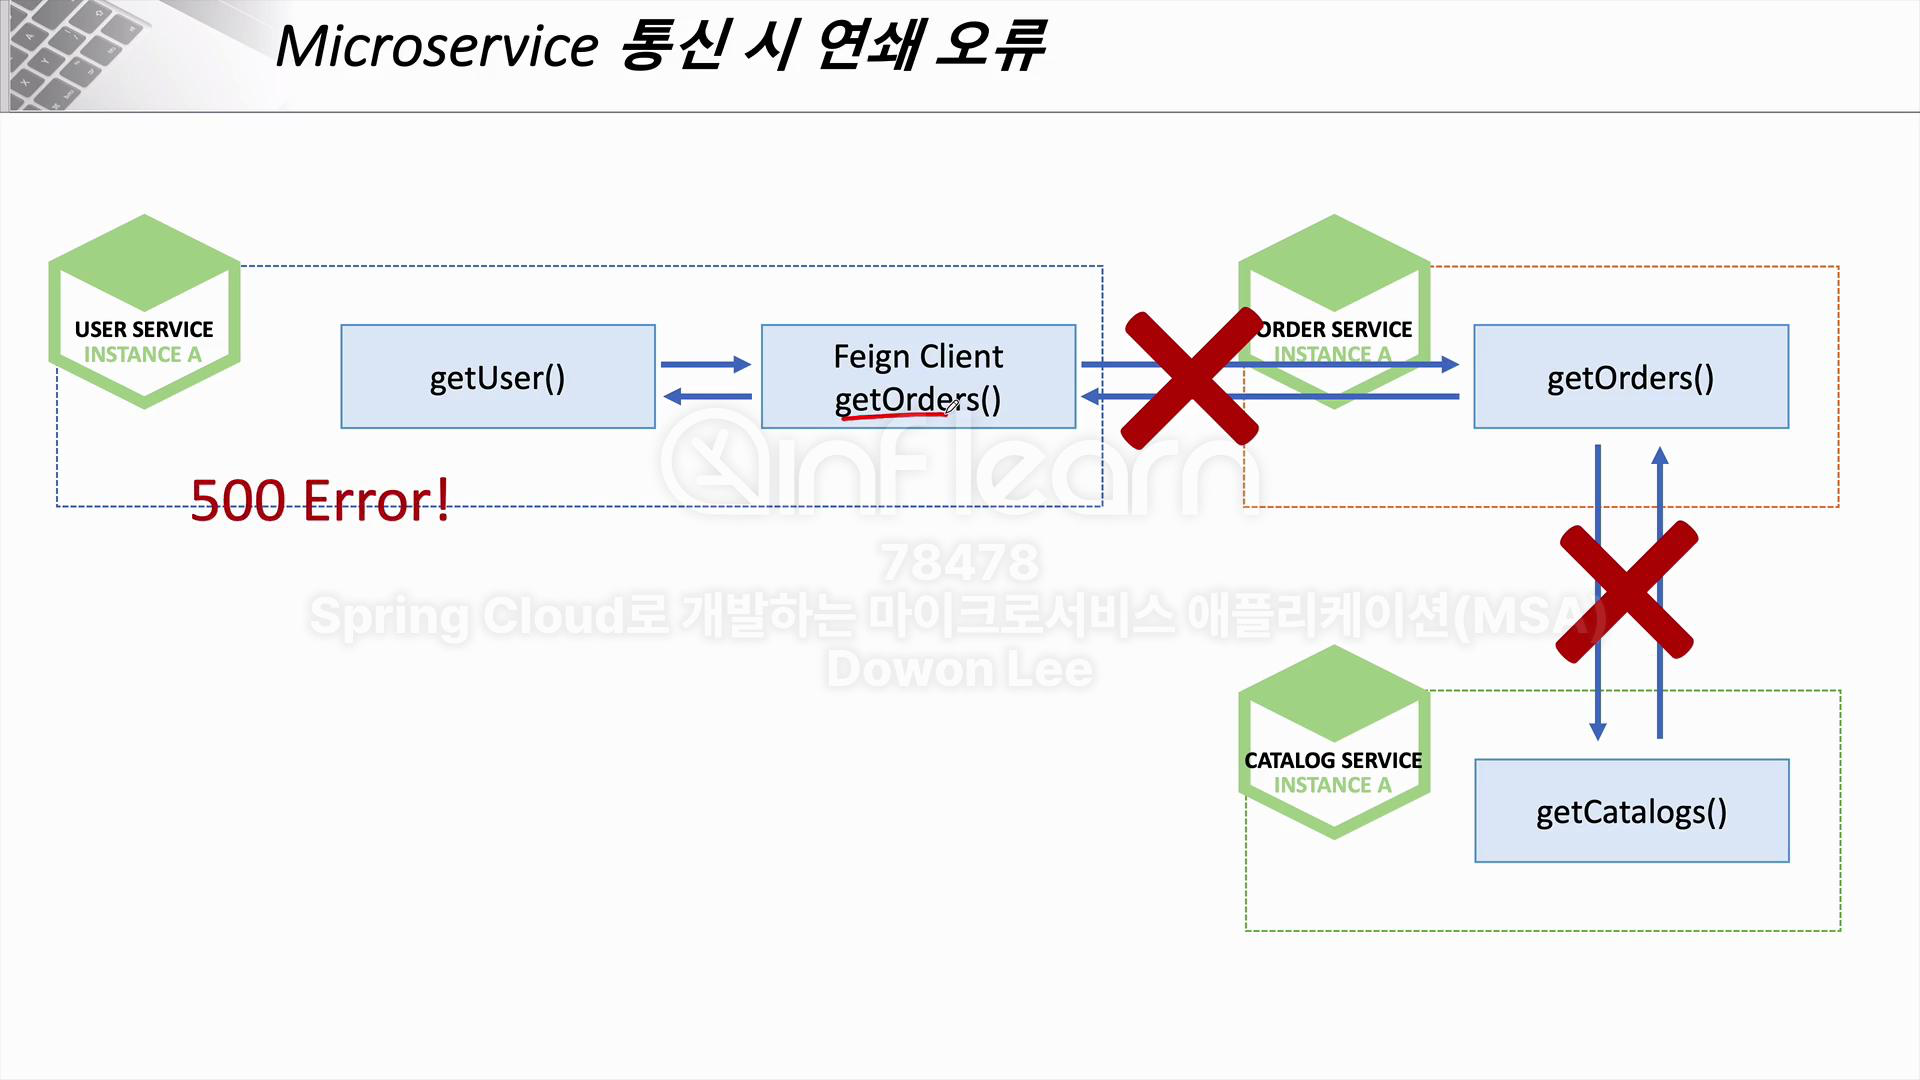 Microservice 통신 시 연쇄 오류
USER SERVICE
INSTANCE A
getUser()
Feign Client
getOrders()
ORDER SERVICE
INSTANCE A
getOrders()
500 Error!
inflearn
78478
Spring Cloud로 개발하는 마이크로서비스 애플리케이션(MSA)
Dowon Lee
CATALOG SERVICE
INSTANCE A
getCatalogs()